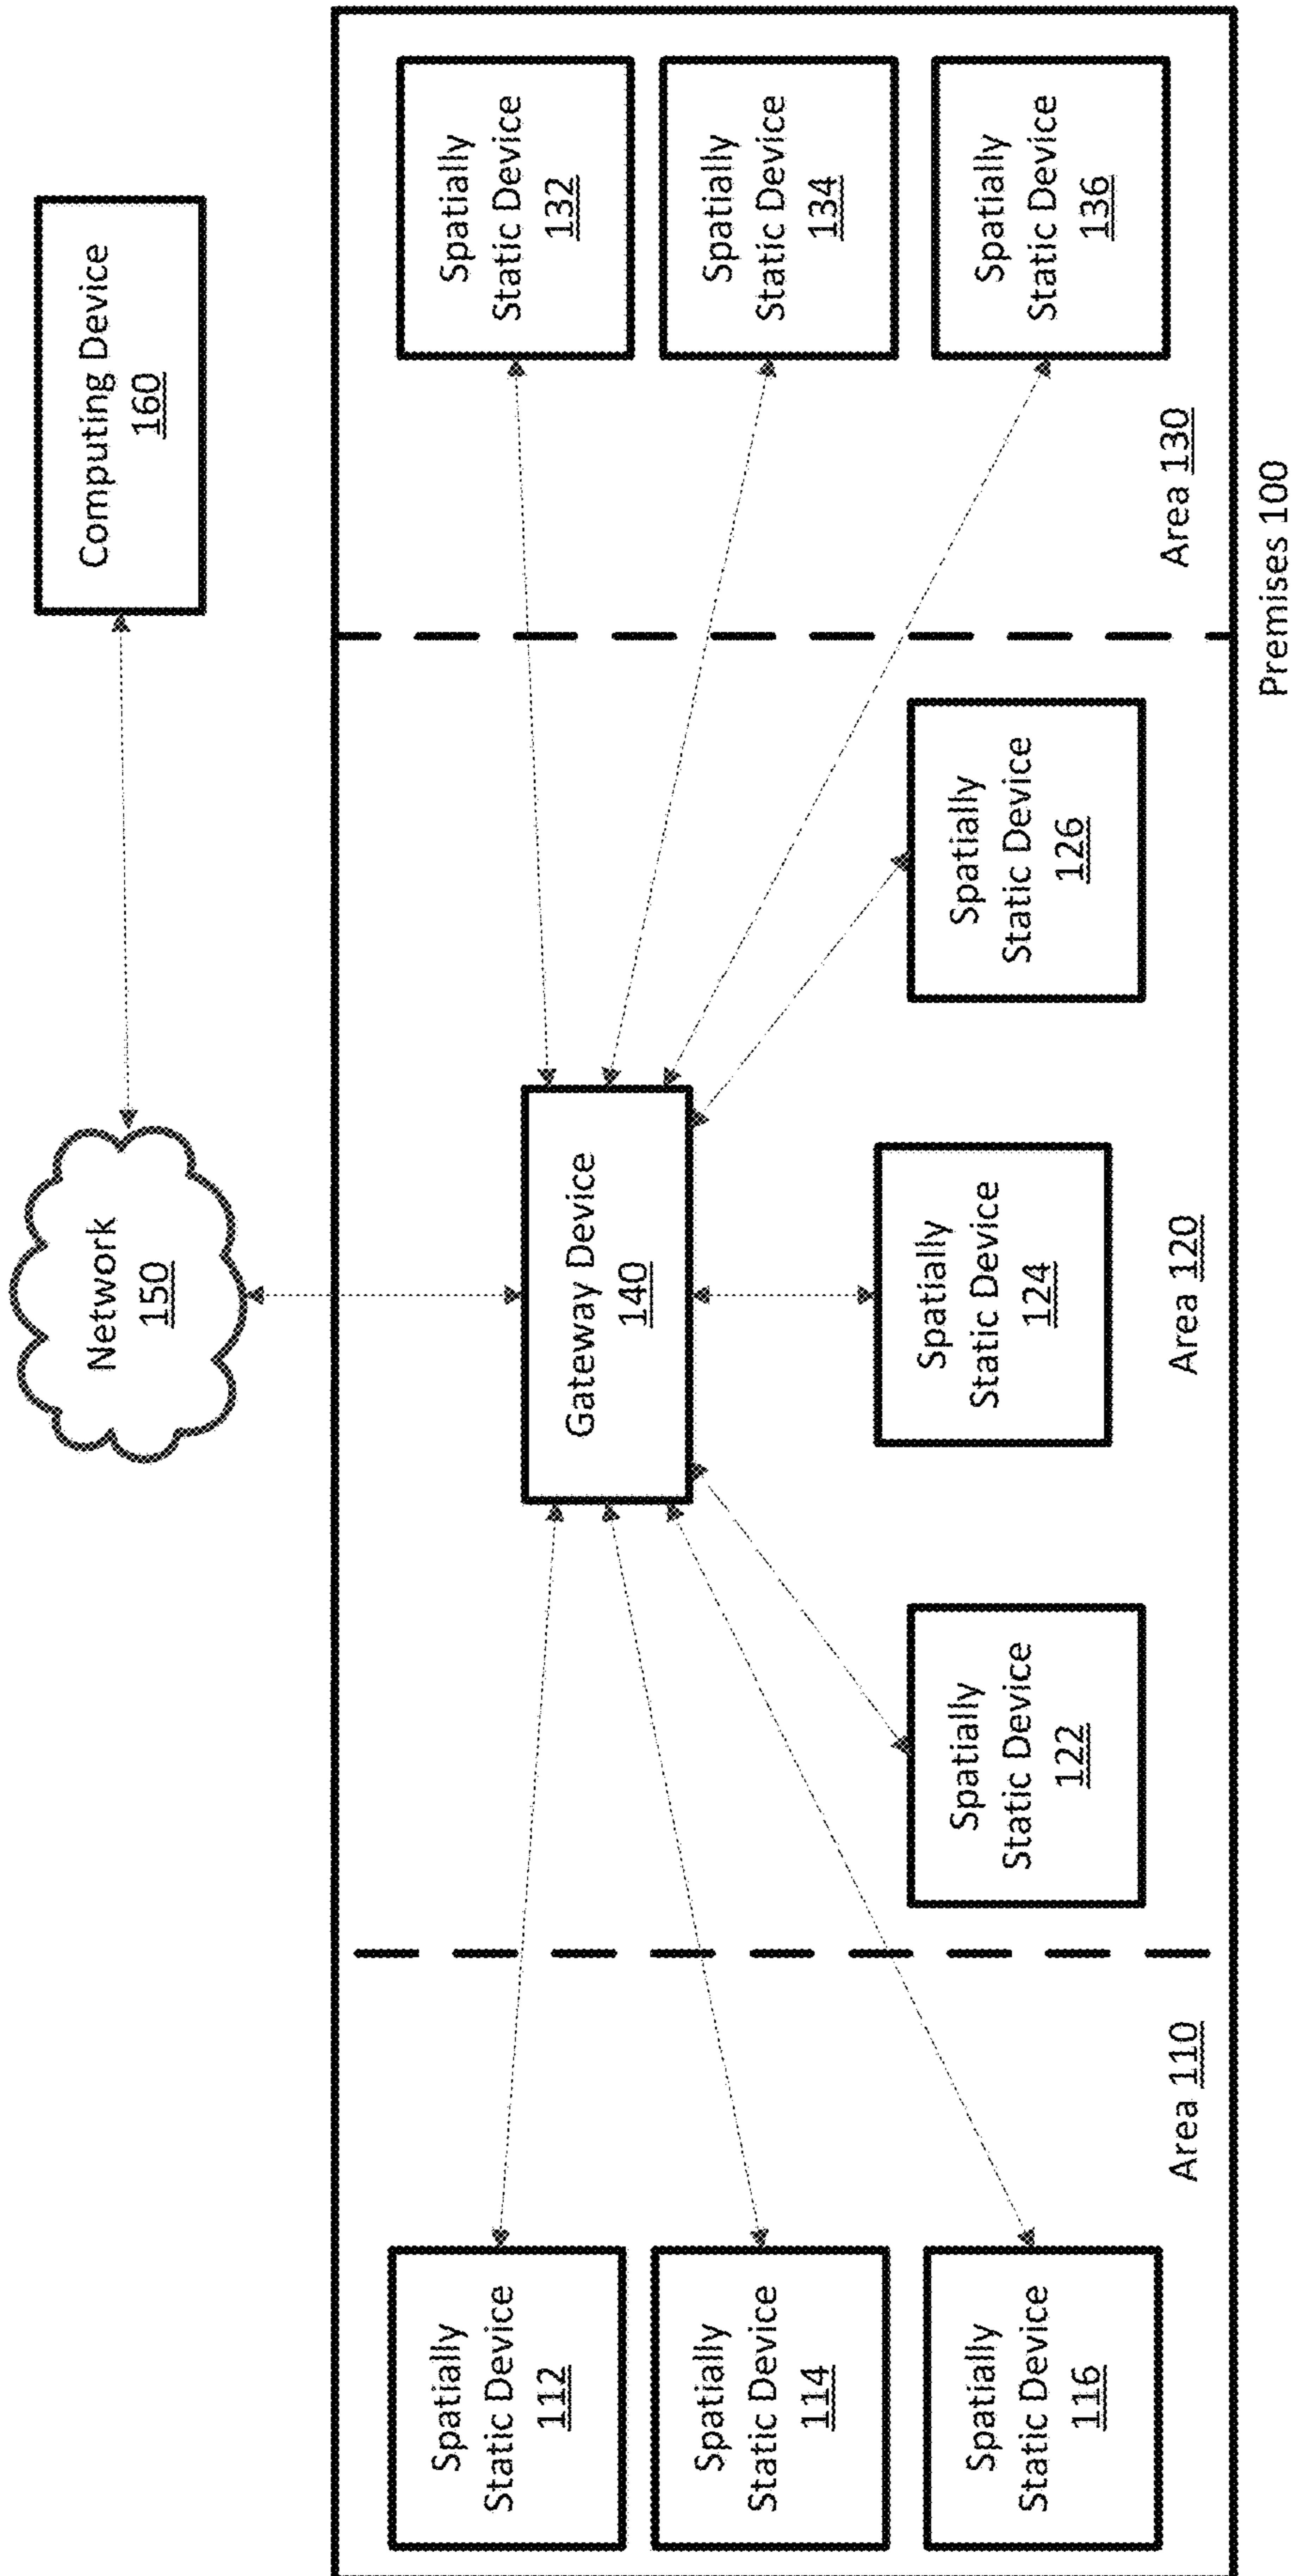 Network
150
Computing Device
160
Spatially
Static Device
112
Spatially
Static Device
114
Spatially
Static Device
116
Area 110
Gateway Device
140
Spatially
Static Device
122
Spatially
Static Device
124
Spatially
Static Device
126
Area 120
Spatially
Static Device
132
Spatially
Static Device
134
Spatially
Static Device
136
Area 130
Premises 100